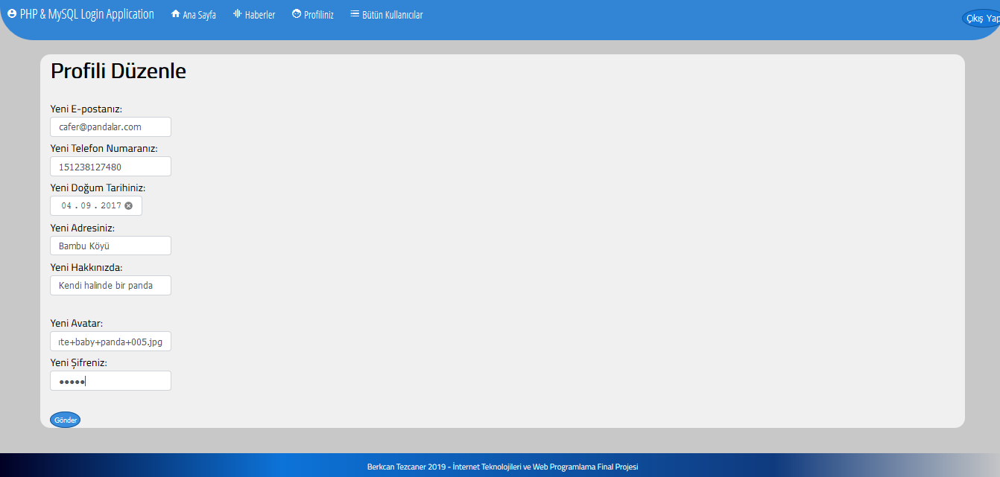 PHP & MySQL Login Application Ana Sayfa Haberler Profiliniz Bütün Kullanıcılar Çıkış Yap
Profili Düzenle
Yeni E-postanız:
cafer@pandalar.com
Yeni Telefon Numaranız:
151238127480
Yeni Doğum Tarihiniz:
04 . 09 . 2017
Yeni Adresiniz:
Bambu Köyü
Yeni Hakkınızda:
Kendi halinde bir panda
Yeni Avatar:
te+baby+panda+005.jpg
Yeni Şifreniz:
●●●●●
Gönder
Berkcan Tezcaner 2019 - İnternet Teknolojileri ve Web Programlama Final Projesi